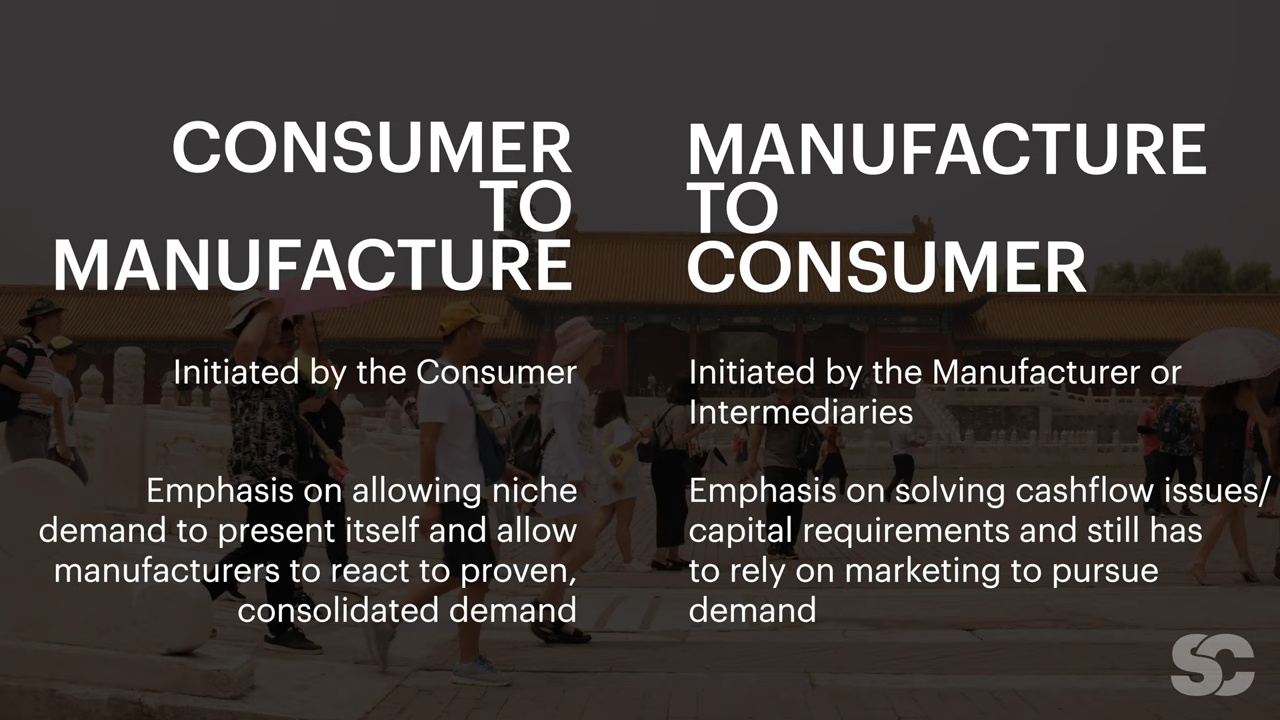 CONSUMER
TO
MANUFACTURE
Initiated by the Consumer
Emphasis on allowing niche
demand to present itself and allow
manufacturers to react to proven,
consolidated demand
MANUFACTURE
TO
CONSUMER
Initiated by the Manufacturer or
Intermediaries
Emphasis on solving cashflow issues/
capital requirements and still has
to rely on marketing to pursue
demand
SC